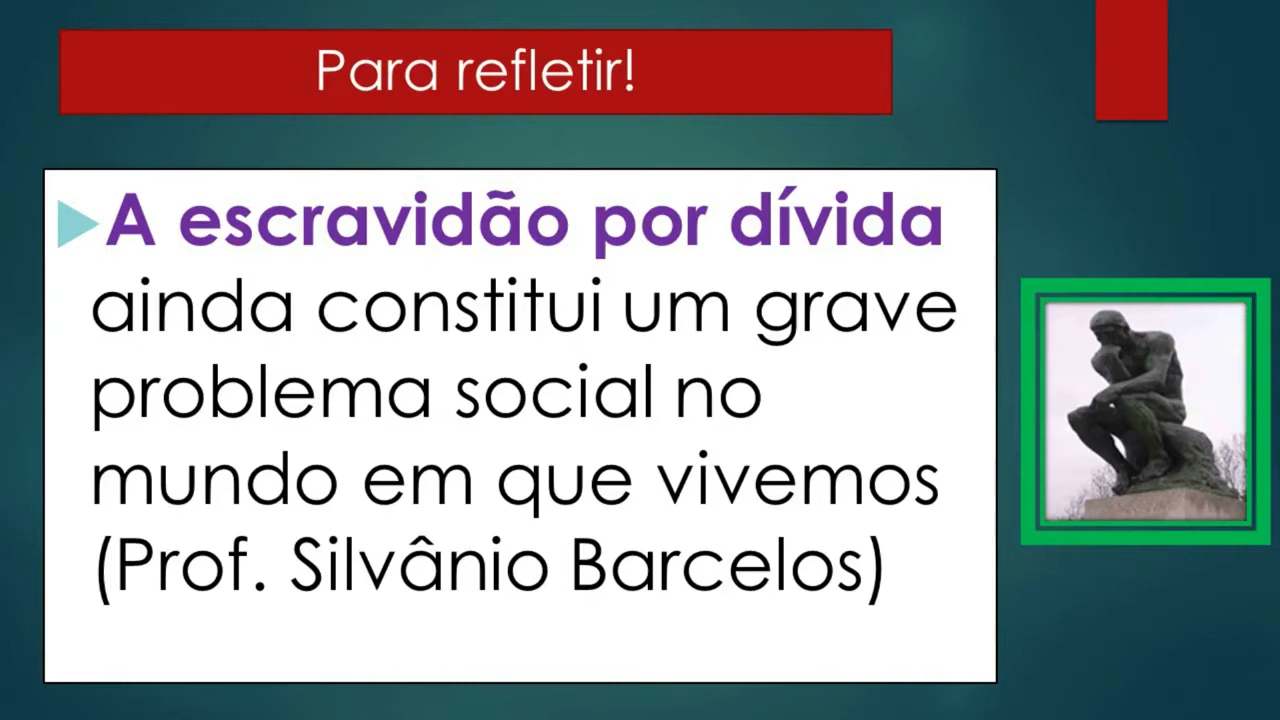 Para refletir!
A escravidão por dívida
ainda constitui um grave
problema social no
mundo em que vivemos
(Prof. Silvânio Barcelos)